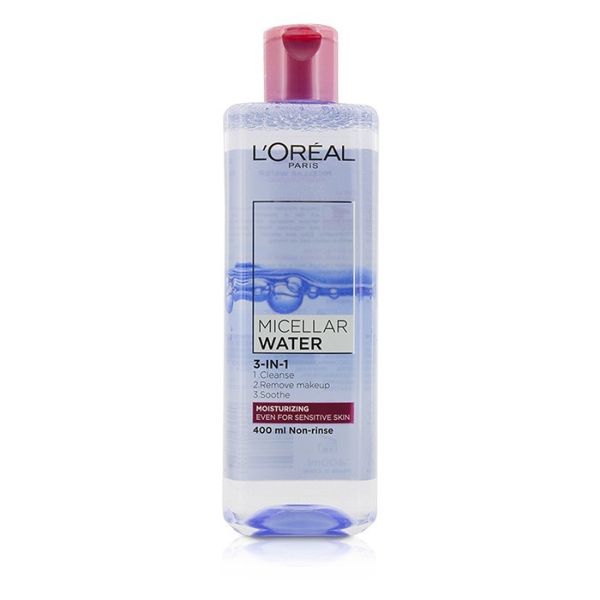 L'ORÉAL
PARIS
MICELLAR
WATER
3-IN-1
1.Cleanse
2.Remove makeup
3.Soothe
MOISTURIZING
EVEN FOR SENSITIVE SKIN
400 ml Non-rinse